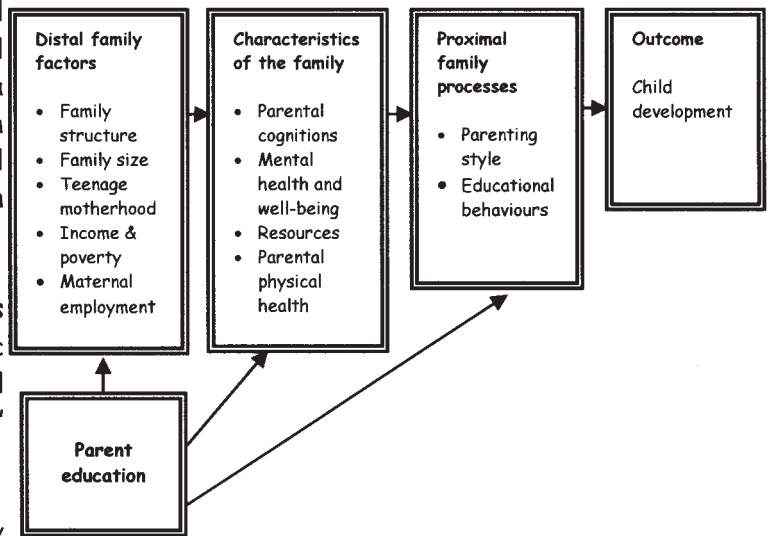 Distal family
factors
• Family
structure
• Family size
• Teenage
motherhood
• Income &
poverty
• Maternal
employment
Characteristics
of the family
• Parental
cognitions
• Mental
health and
well-being
• Resources
• Parental
physical
health
Proximal
family
processes
• Parenting
style
• Educational
behaviours
Outcome
Child
development
Parent
education